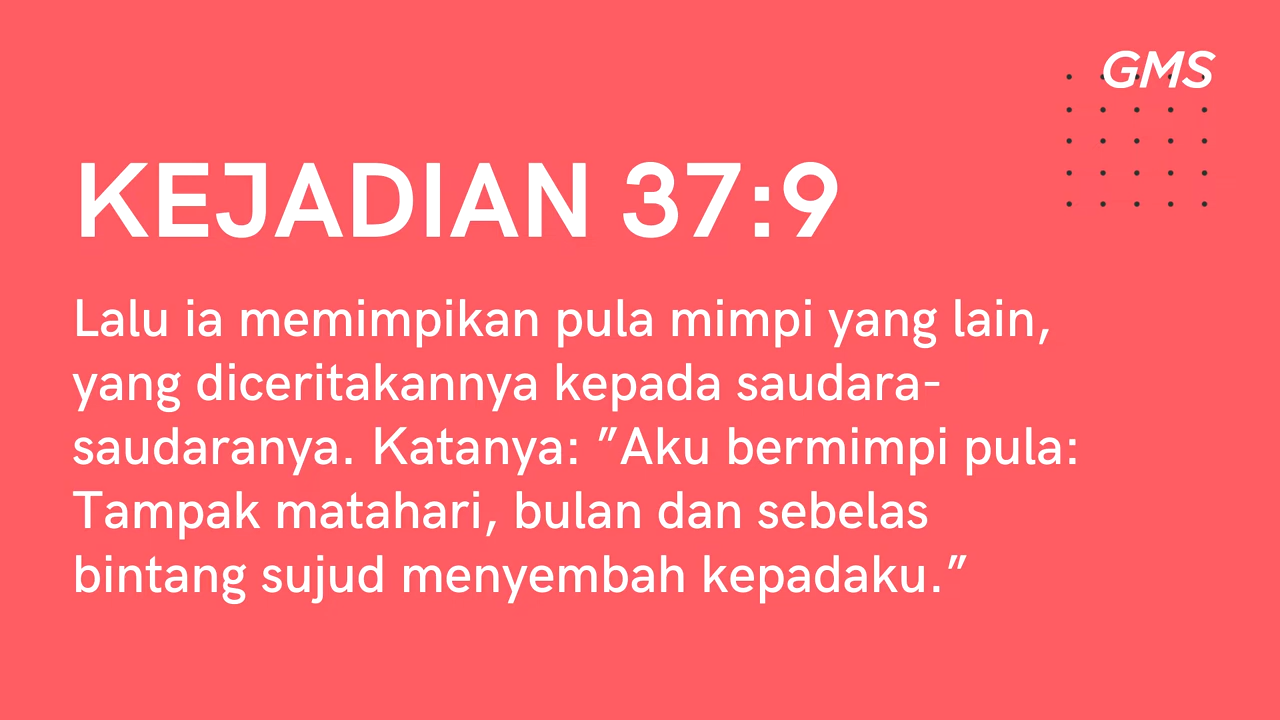 GMS
KEJADIAN 37:9
Lalu ia memimpikan pula mimpi yang lain,
yang diceritakannya kepada saudara-
saudaranya. Katanya: ”Aku bermimpi pula:
Tampak matahari, bulan dan sebelas
bintang sujud menyembah kepadaku.”